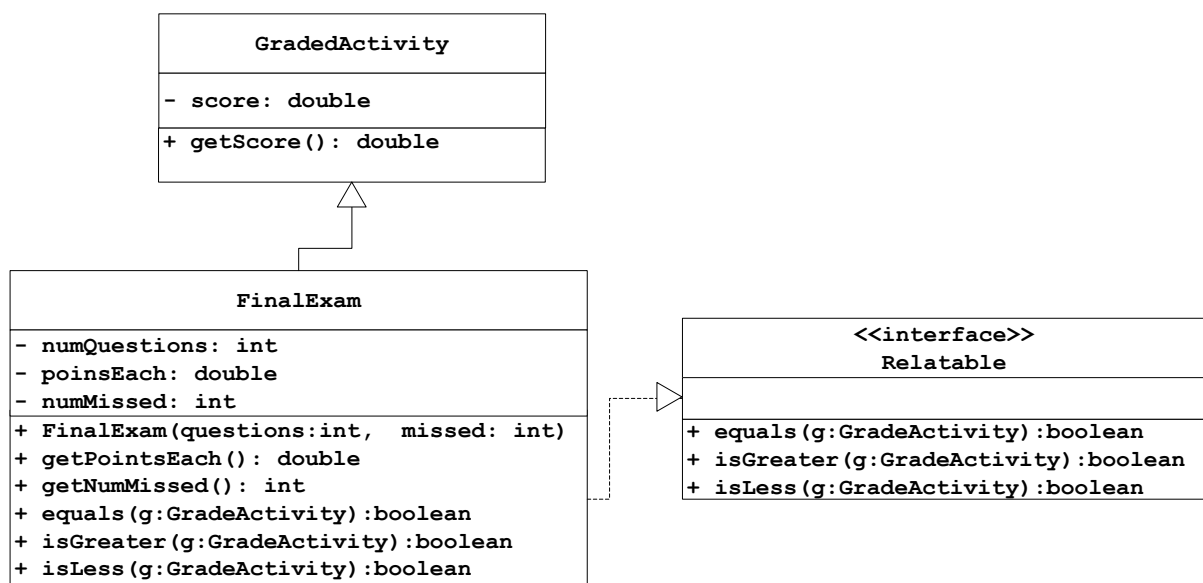 GradedActivity
- score: double
+ getScore(): double
FinalExam
- numQuestions: int
- poinsEach: double
- numMissed: int
+ FinalExam(questions:int, missed: int)
+ getPointsEach(): double
+ getNumMissed(): int
+ equals(g:GradeActivity):boolean
+ isGreater(g:GradeActivity):boolean
+ isLess(g:GradeActivity):boolean
<<interface>>
Relatable
+ equals(g:GradeActivity):boolean
+ isGreater(g:GradeActivity):boolean
+ isLess(g:GradeActivity):boolean